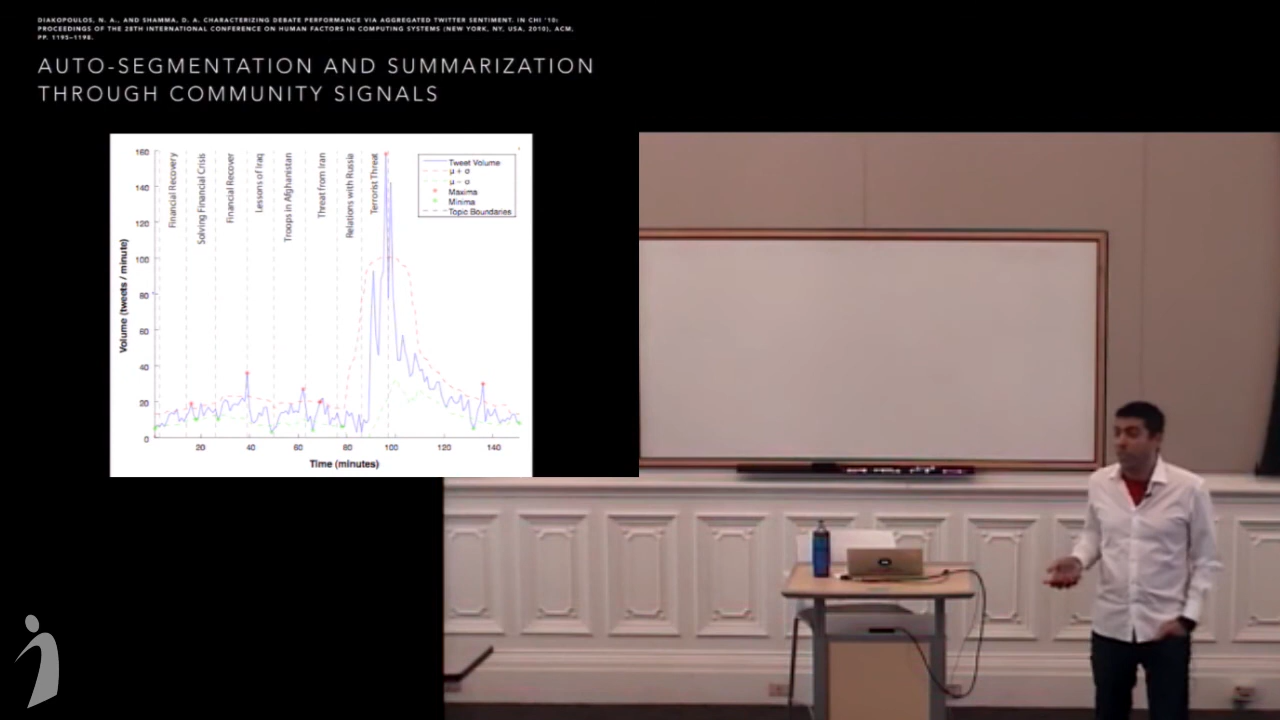 DIAKOPOULOS, N. A., AND SHAMMA, D. A. CHARACTERIZING DEBATE PERFORMANCE VIA AGGREGATED TWITTER SENTIMENT. IN CHI '10:
PROCEEDINGS OF THE 28TH INTERNATIONAL CONFERENCE ON HUMAN FACTORS IN COMPUTING SYSTEMS (NEW YORK, NY, USA, 2010), ACM,
PP. 1195–1198.
AUTO-SEGMENTATION AND SUMMARIZATION
THROUGH COMMUNITY SIGNALS
Volume (tweets / minute)
160
140
120
100
80
60
40
20
0
Financial Recovery
Solving Financial Crisis
Financial Recover
Lessons of Iraq
Troops in Afghanistan
Threat from Iran
Relations with Russia
Terrorist Threat
Tweet Volume
μ + σ
μ − σ
Maxima
Minima
Topic Boundaries
20 40 60 80 100 120 140
Time (minutes)